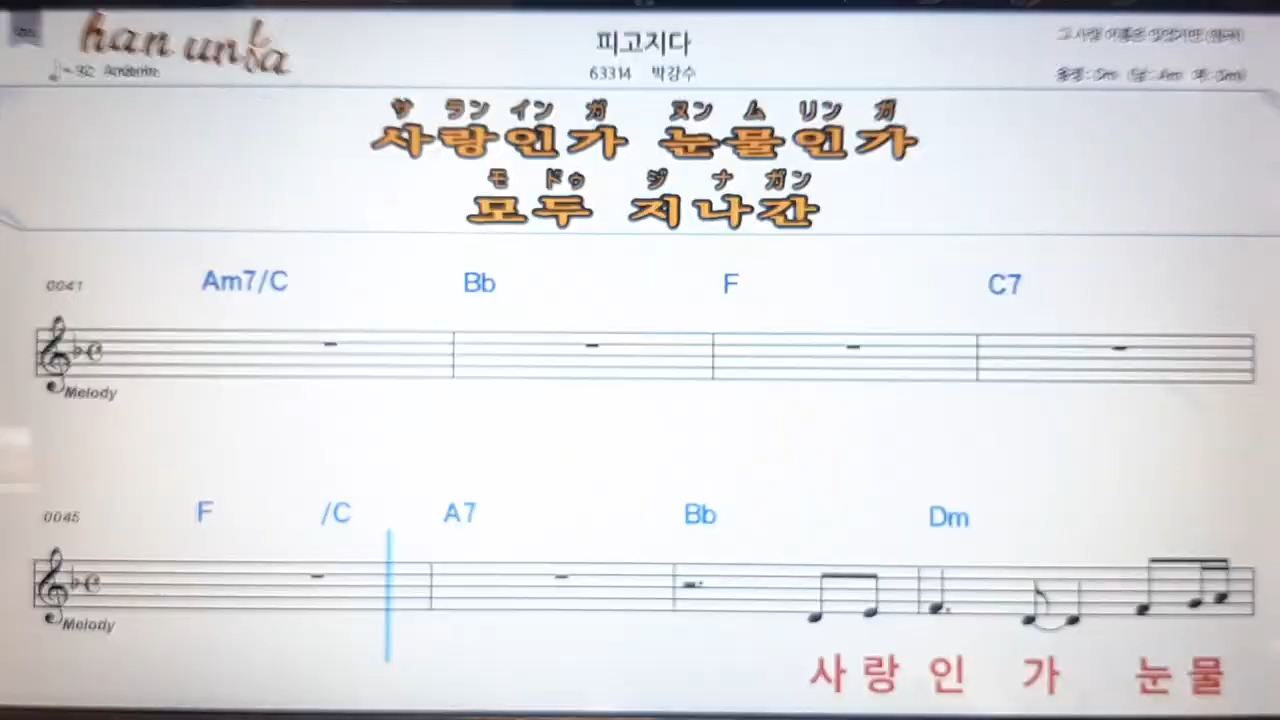 피고지다
63314 박강수
サ ラン イン ガ ヌン ム リン ガ
사랑인가 눈물인가
モ ドゥ ジ ナ ガン
모두 지나간
0041 Am7/C Bb F C7
Melody
0045 F /C A7 Bb Dm
Melody
사 랑 인 가 눈 물